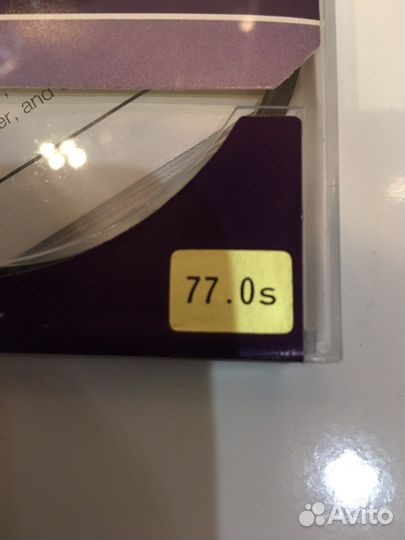 er, and
77.0s
Avito